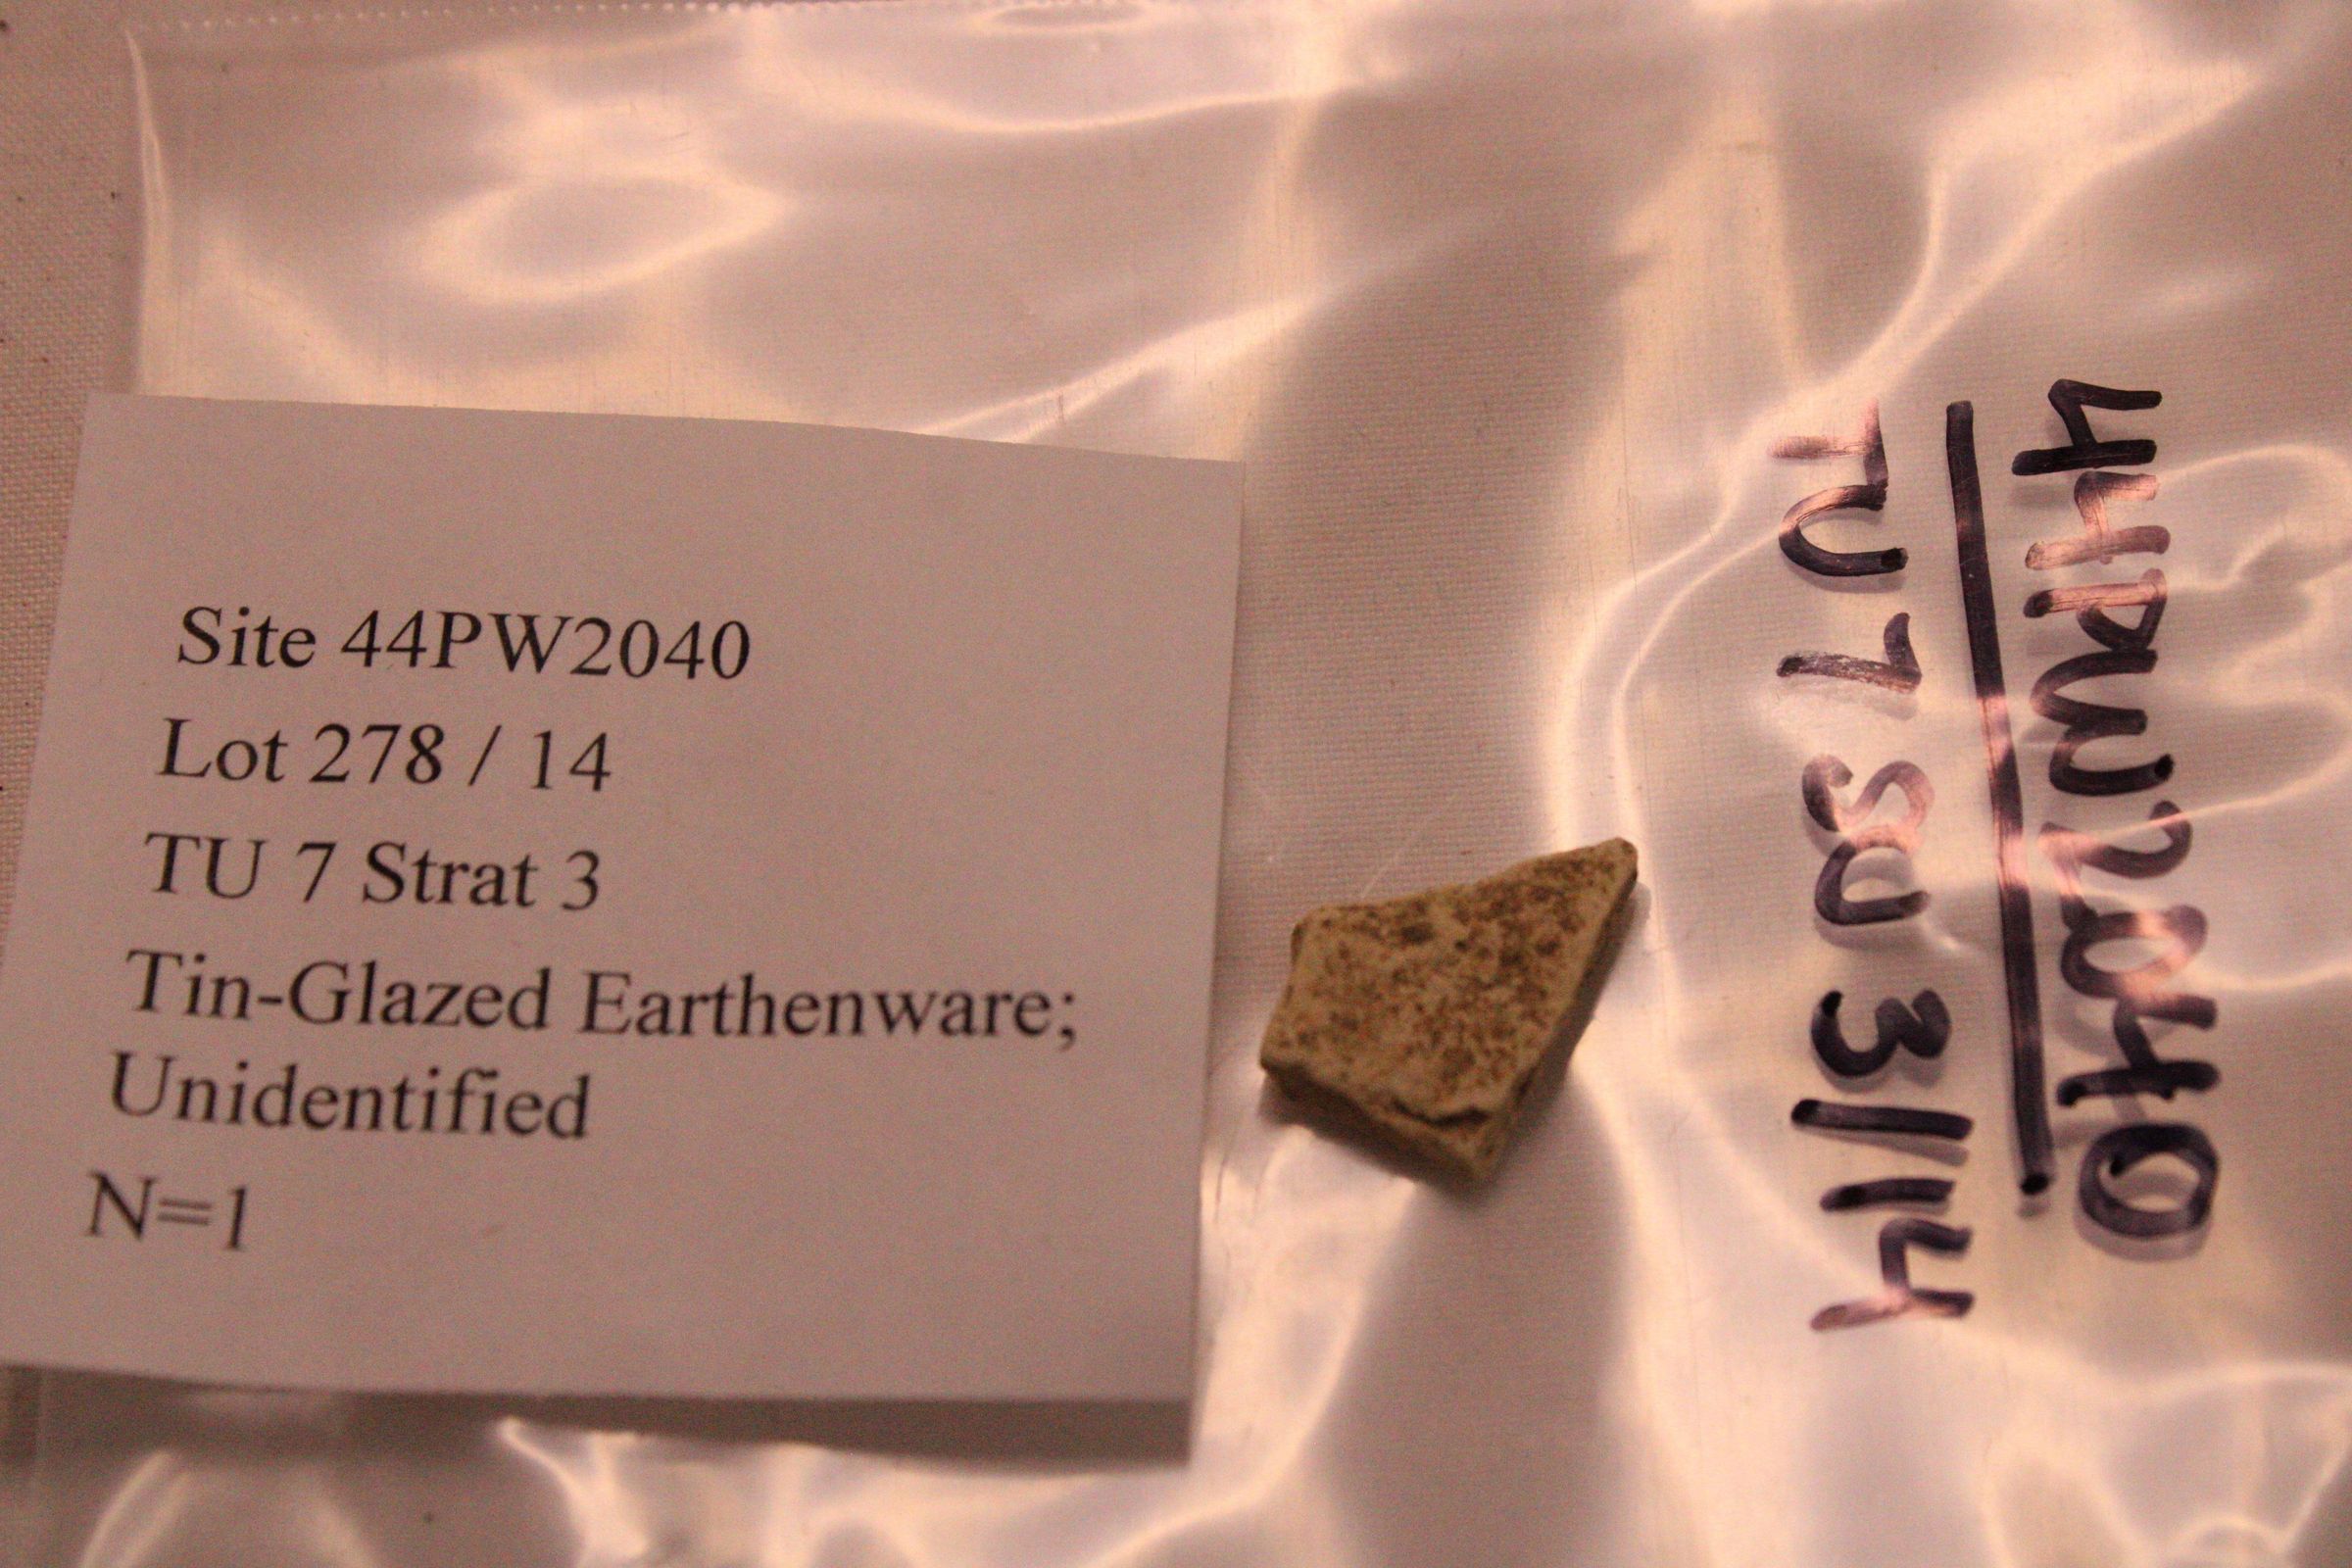 Site 44PW2040
Lot 278 / 14
TU 7 Strat 3
Tin-Glazed Earthenware;
Unidentified
N=1
44PW2040
TU 7 SU 3/14